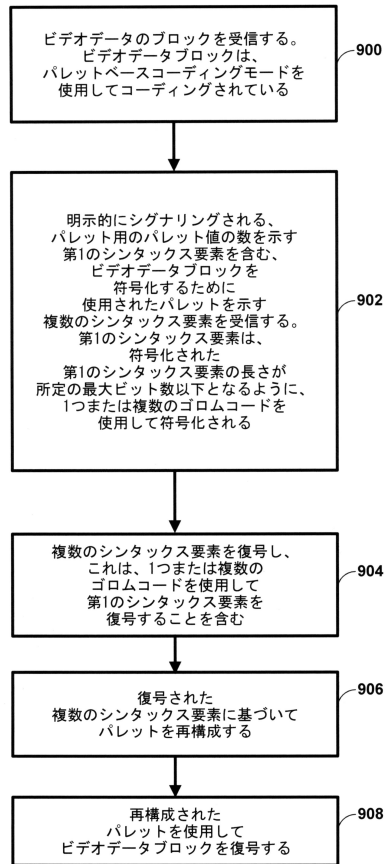 ビデオデータのブロックを受信する。
ビデオデータブロックは、
パレットベースコーディングモードを
使用してコーディングされている
900
明示的にシグナリングされる、
パレット用のパレット値の数を示す
第1のシンタックス要素を含む、
ビデオデータブロックを
符号化するために
使用されたパレットを示す
複数のシンタックス要素を受信する。
第1のシンタックス要素は、
符号化された
第1のシンタックス要素の長さが
所定の最大ビット数以下となるように、
1つまたは複数のゴロムコードを
使用して符号化される
902
複数のシンタックス要素を復号し、
これは、1つまたは複数の
ゴロムコードを使用して
第1のシンタックス要素を
復号することを含む
904
復号された
複数のシンタックス要素に基づいて
パレットを再構成する
906
再構成された
パレットを使用して
ビデオデータブロックを復号する
908